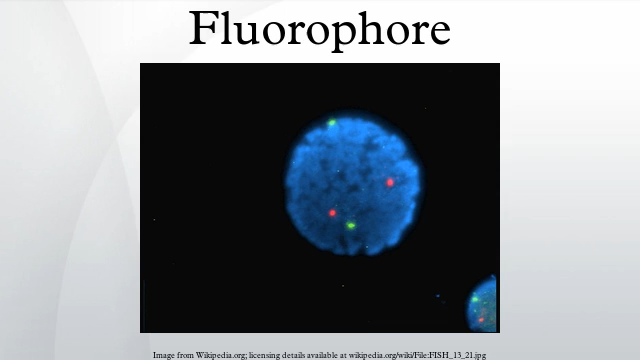 Fluorophore
Image from Wikipedia.org; licensing details available at wikipedia.org/wiki/File:FISH_13_21.jpg